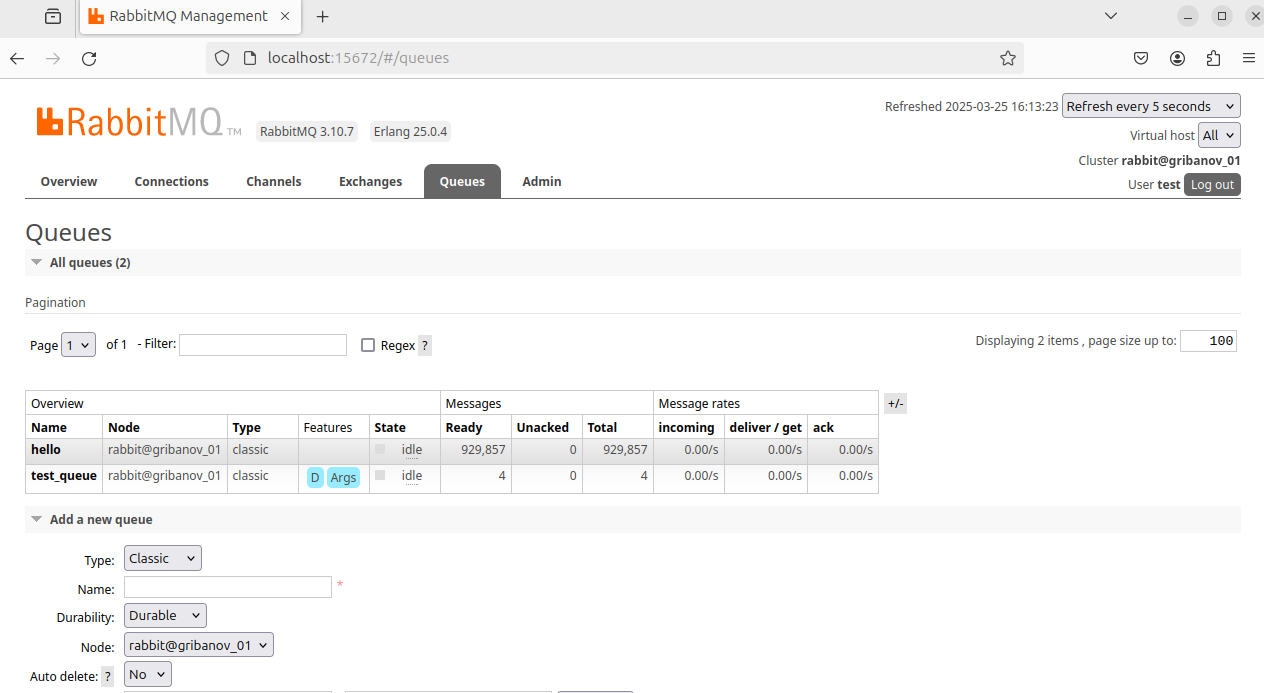 RabbitMQ Management
localhost:15672/#/queues
RabbitMQ TM RabbitMQ 3.10.7 Erlang 25.0.4
Refreshed 2025-03-25 16:13:23 Refresh every 5 seconds
Virtual host All
Cluster rabbit@gribanov_01
User test Log out
Overview Connections Channels Exchanges Queues Admin
Queues
All queues (2)
Pagination
Page 1 of 1 - Filter: Regex ? Displaying 2 items , page size up to: 100
Overview Messages Message rates +/-
Name Node Type Features State Ready Unacked Total incoming deliver / get ack
hello rabbit@gribanov_01 classic idle 929,857 0 929,857 0.00/s 0.00/s 0.00/s
test_queue rabbit@gribanov_01 classic D Args idle 4 0 4 0.00/s 0.00/s 0.00/s
Add a new queue
Type: Classic
Name: *
Durability: Durable
Node: rabbit@gribanov_01
Auto delete: ? No